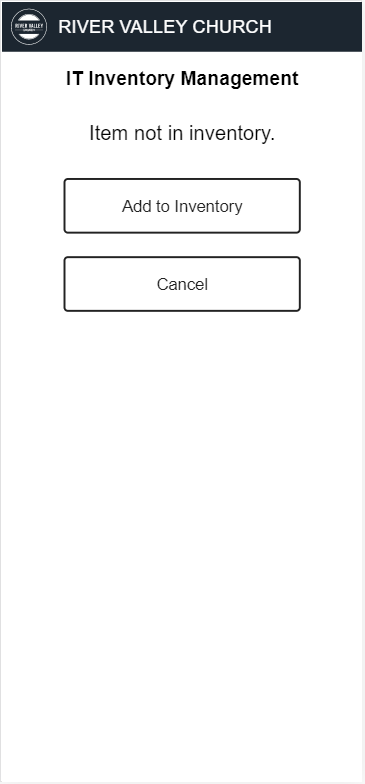 RIVER VALLEY
CHURCH
RIVER VALLEY CHURCH
IT Inventory Management
Item not in inventory.
Add to Inventory
Cancel